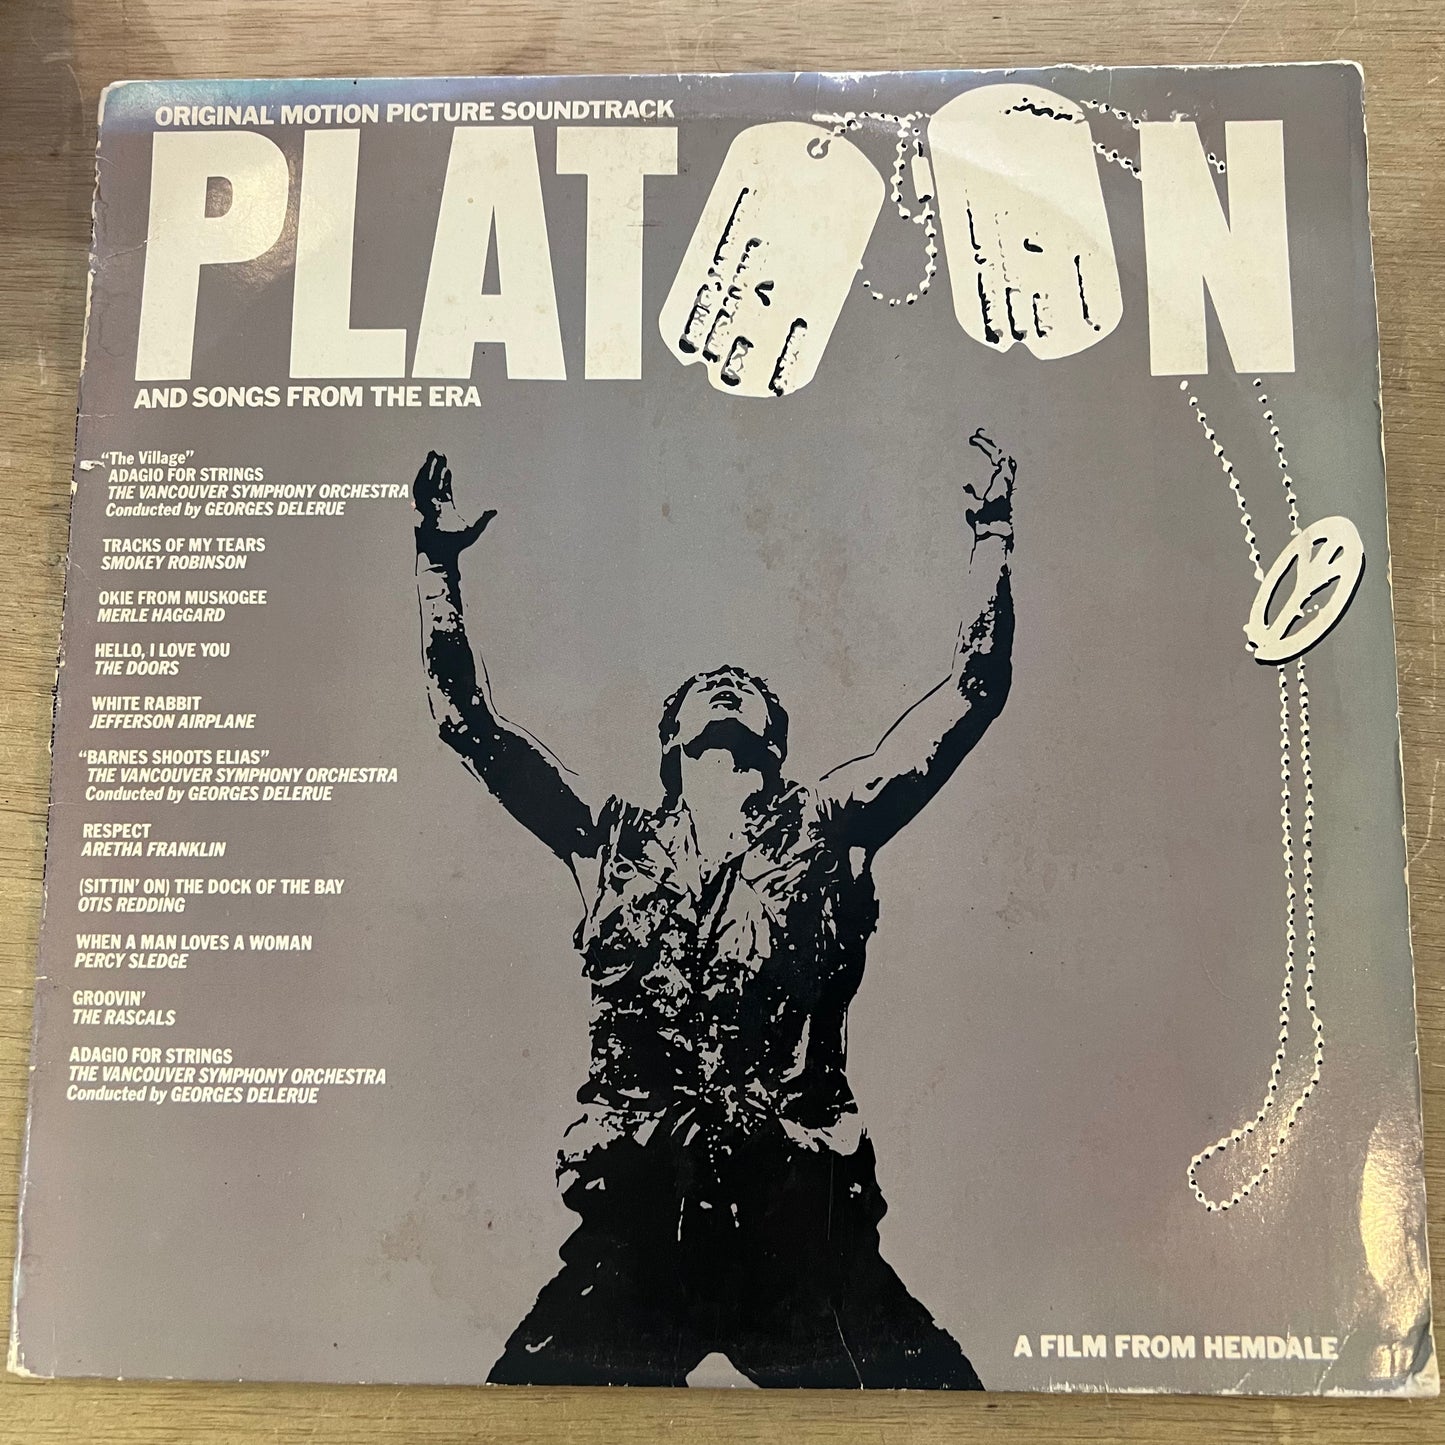 ORIGINAL MOTION PICTURE SOUNDTRACK
PLATOON
AND SONGS FROM THE ERA
"The Village"
ADAGIO FOR STRINGS
THE VANCOUVER SYMPHONY ORCHESTRA
Conducted by GEORGES DELERUE
TRACKS OF MY TEARS
SMOKEY ROBINSON
OKIE FROM MUSKOGEE
MERLE HAGGARD
HELLO, I LOVE YOU
THE DOORS
WHITE RABBIT
JEFFERSON AIRPLANE
"BARNES SHOOTS ELIAS"
THE VANCOUVER SYMPHONY ORCHESTRA
Conducted by GEORGES DELERUE
RESPECT
ARETHA FRANKLIN
(SITTIN' ON) THE DOCK OF THE BAY
OTIS REDDING
WHEN A MAN LOVES A WOMAN
PERCY SLEDGE
GROOVIN'
THE RASCALS
ADAGIO FOR STRINGS
THE VANCOUVER SYMPHONY ORCHESTRA
Conducted by GEORGES DELERUE
A FILM FROM HEMDALE